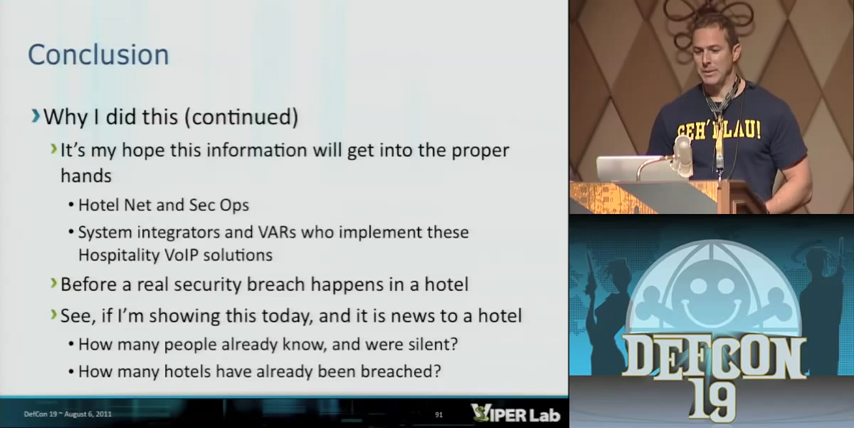 Conclusion
Why I did this (continued)
It's my hope this information will get into the proper
hands
Hotel Net and Sec Ops
System integrators and VARs who implement these
Hospitality VoIP solutions
Before a real security breach happens in a hotel
See, if I'm showing this today, and it is news to a hotel
How many people already know, and were silent?
How many hotels have already been breached?
DefCon 19 ~ August 6, 2011
91
VIPER Lab
DEFCON
19